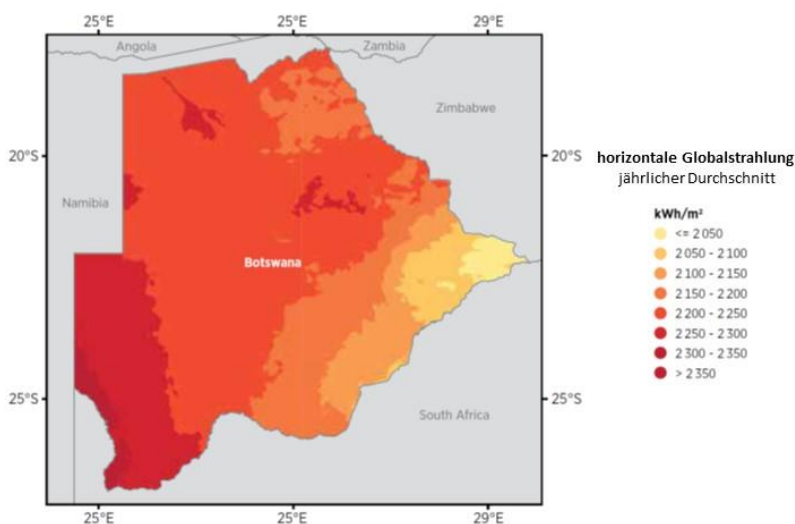 25°E 25°E 29°E
Angola
Zambia
Zimbabwe
20°S
20°S
Namibia
Botswana
25°S
25°S
South Africa
25°E 25°E 29°E
horizontale Globalstrahlung
jährlicher Durchschnitt
kWh/m²
<= 2 050
2 050 - 2 100
2 100 - 2 150
2 150 - 2 200
2 200 - 2 250
2 250 - 2 300
2 300 - 2 350
> 2 350